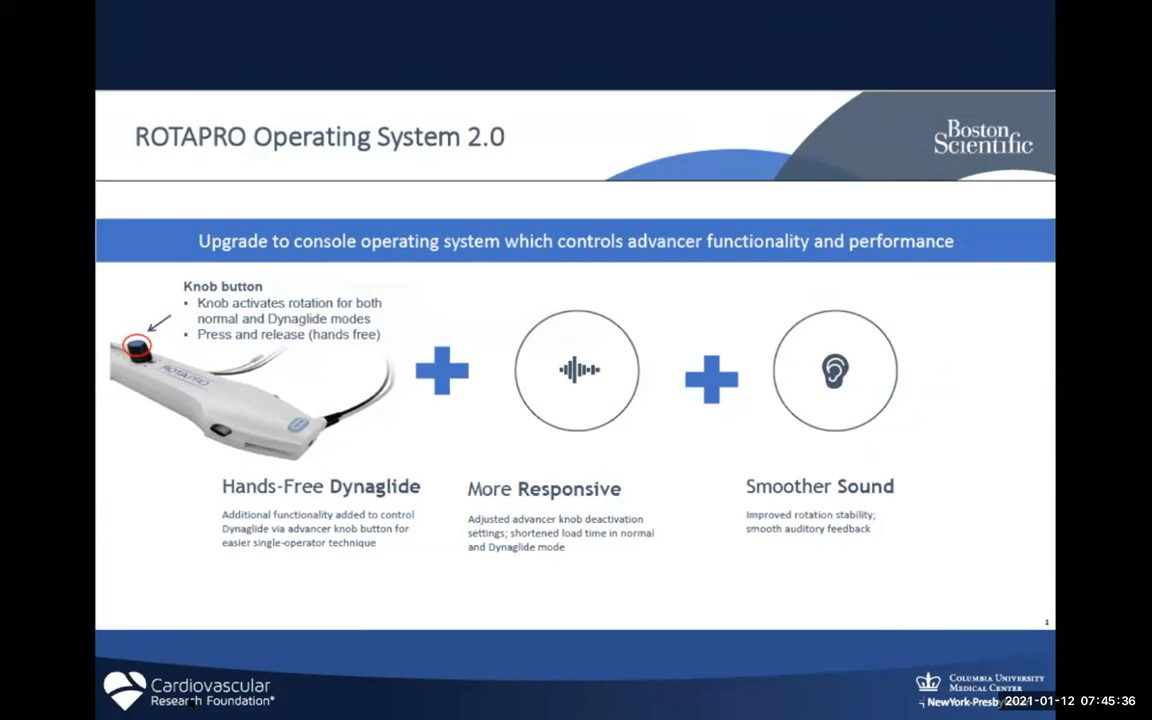 ROTAPRO Operating System 2.0
Boston
Scientific
Upgrade to console operating system which controls advancer functionality and performance
Knob button
• Knob activates rotation for both
normal and Dynaglide modes
• Press and release (hands free)
ROTAPRO
Hands-Free Dynaglide
Additional functionality added to control
Dynaglide via advancer knob button for
easier single-operator technique
More Responsive
Adjusted advancer knob deactivation
settings; shortened load time in normal
and Dynaglide mode
Smoother Sound
Improved rotation stability;
smooth auditory feedback
1
Cardiovascular
Research Foundation®
COLUMBIA UNIVERSITY
MEDICAL CENTER
2021-01-12 07:45:36